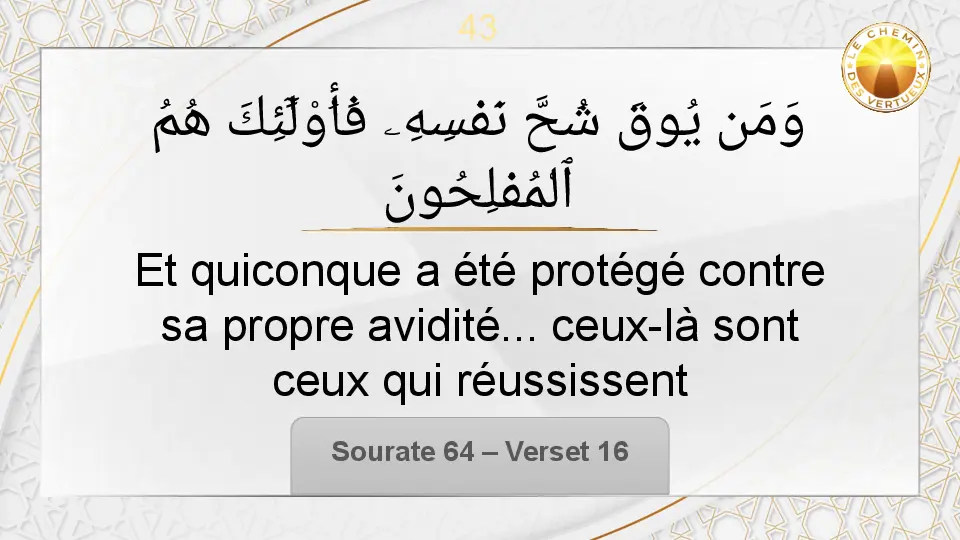 43
LE CHEMIN
DES VERTUEUX
وَمَن يُوقَ شُحَّ نَفْسِهِۦ فَأُوْلَٰٓئِكَ هُمُ
ٱلْمُفْلِحُونَ
Et quiconque a été protégé contre
sa propre avidité... ceux-là sont
ceux qui réussissent
Sourate 64 – Verset 16